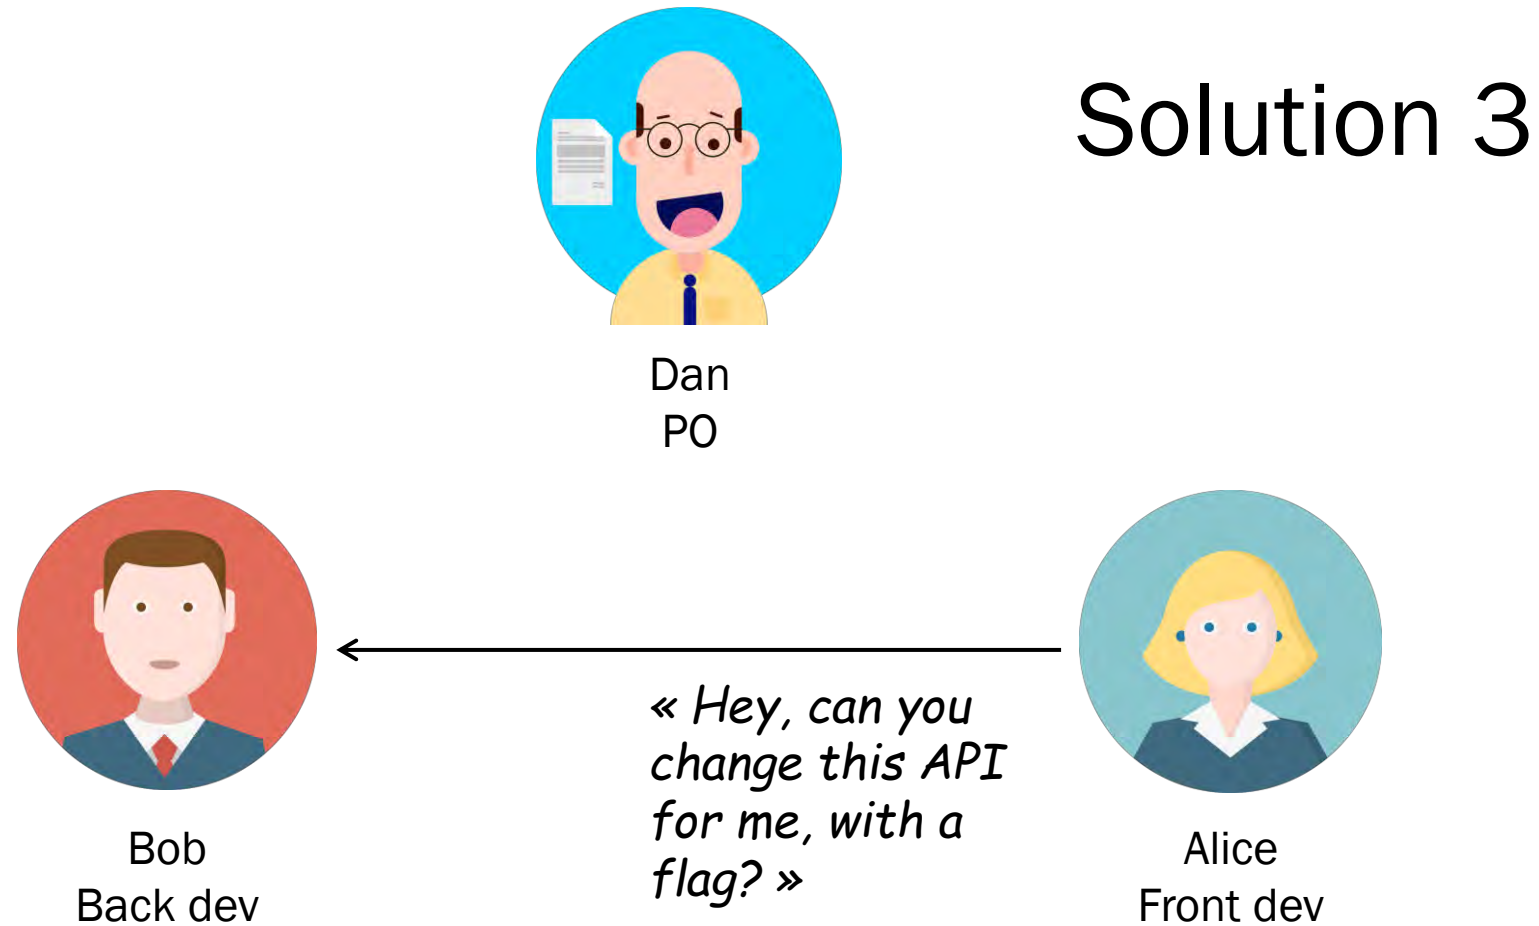 Solution 3
Dan
PO
« Hey, can you
change this API
for me, with a
flag? »
Bob
Back dev
Alice
Front dev